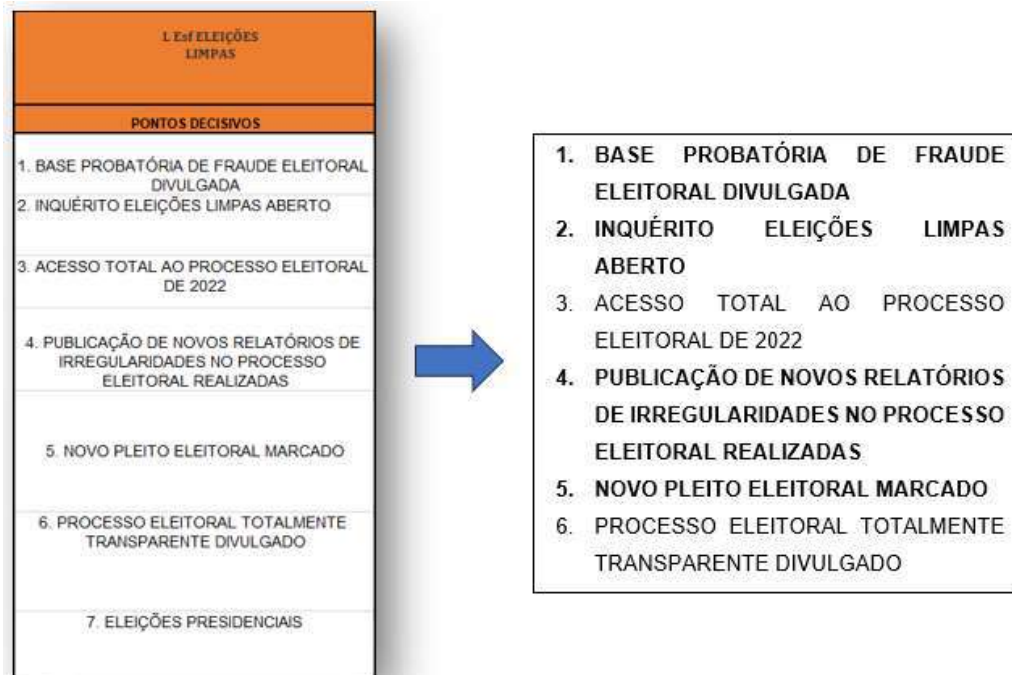 L Esf ELEIÇÕES
LIMPAS
PONTOS DECISIVOS
1. BASE PROBATÓRIA DE FRAUDE ELEITORAL
DIVULGADA
2. INQUÉRITO ELEIÇÕES LIMPAS ABERTO
3. ACESSO TOTAL AO PROCESSO ELEITORAL
DE 2022
4. PUBLICAÇÃO DE NOVOS RELATÓRIOS DE
IRREGULARIDADES NO PROCESSO
ELEITORAL REALIZADAS
5. NOVO PLEITO ELEITORAL MARCADO
6. PROCESSO ELEITORAL TOTALMENTE
TRANSPARENTE DIVULGADO
7. ELEIÇÕES PRESIDENCIAIS
1. BASE PROBATÓRIA DE FRAUDE
ELEITORAL DIVULGADA
2. INQUÉRITO ELEIÇÕES LIMPAS
ABERTO
3. ACESSO TOTAL AO PROCESSO
ELEITORAL DE 2022
4. PUBLICAÇÃO DE NOVOS RELATÓRIOS
DE IRREGULARIDADES NO PROCESSO
ELEITORAL REALIZADAS
5. NOVO PLEITO ELEITORAL MARCADO
6. PROCESSO ELEITORAL TOTALMENTE
TRANSPARENTE DIVULGADO